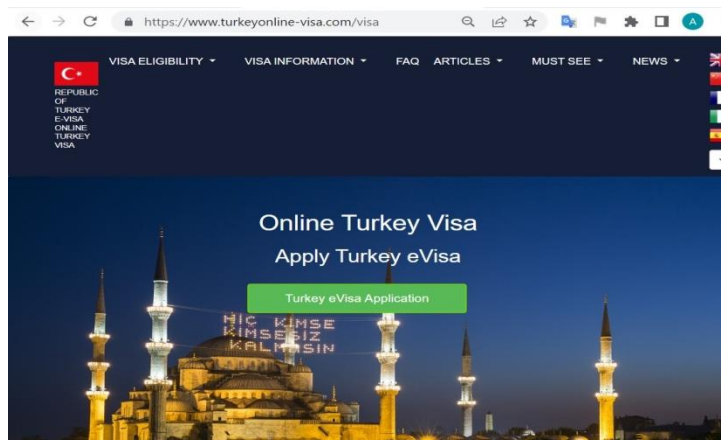 https://www.turkeyonline-visa.com/visa
A
VISA ELIGIBILITY
VISA INFORMATION
FAQ
ARTICLES
MUST SEE
NEWS
REPUBLIC
OF
TURKEY
E-VISA
ONLINE
TURKEY
VISA
Online Turkey Visa
Apply Turkey eVisa
Turkey eVisa Application
HİÇ KİMSE
KİMSESİZ
KALMASIN